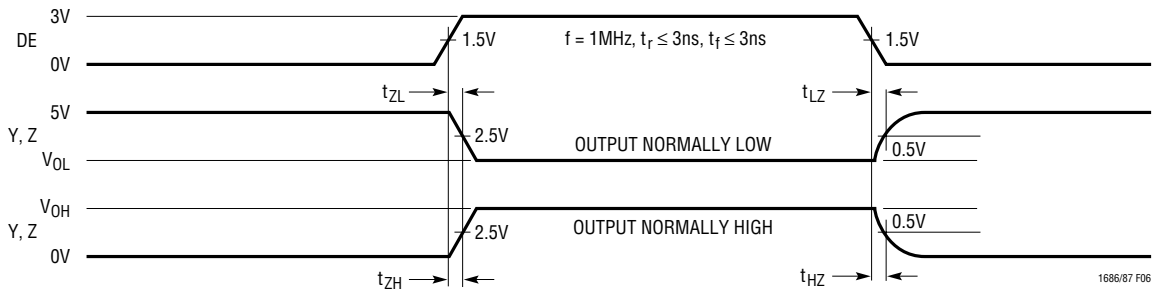 3V
DE
0V
1.5V
f = 1MHz, tr ≤ 3ns, tf ≤ 3ns
1.5V
tZL
tLZ
5V
Y, Z
VOL
2.5V
OUTPUT NORMALLY LOW
0.5V
VOH
Y, Z
0V
2.5V
OUTPUT NORMALLY HIGH
0.5V
tZH
tHZ
1686/87 F06